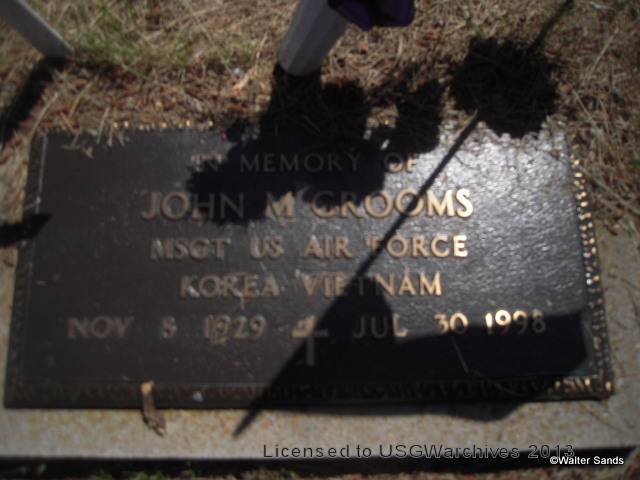 IN MEMORY OF
JOHN M GROOMS
MSGT US AIR FORCE
KOREA VIETNAM
NOV 8 1929 JUL 30 1998
Licensed to USGWarchives 2013
©Walter Sands